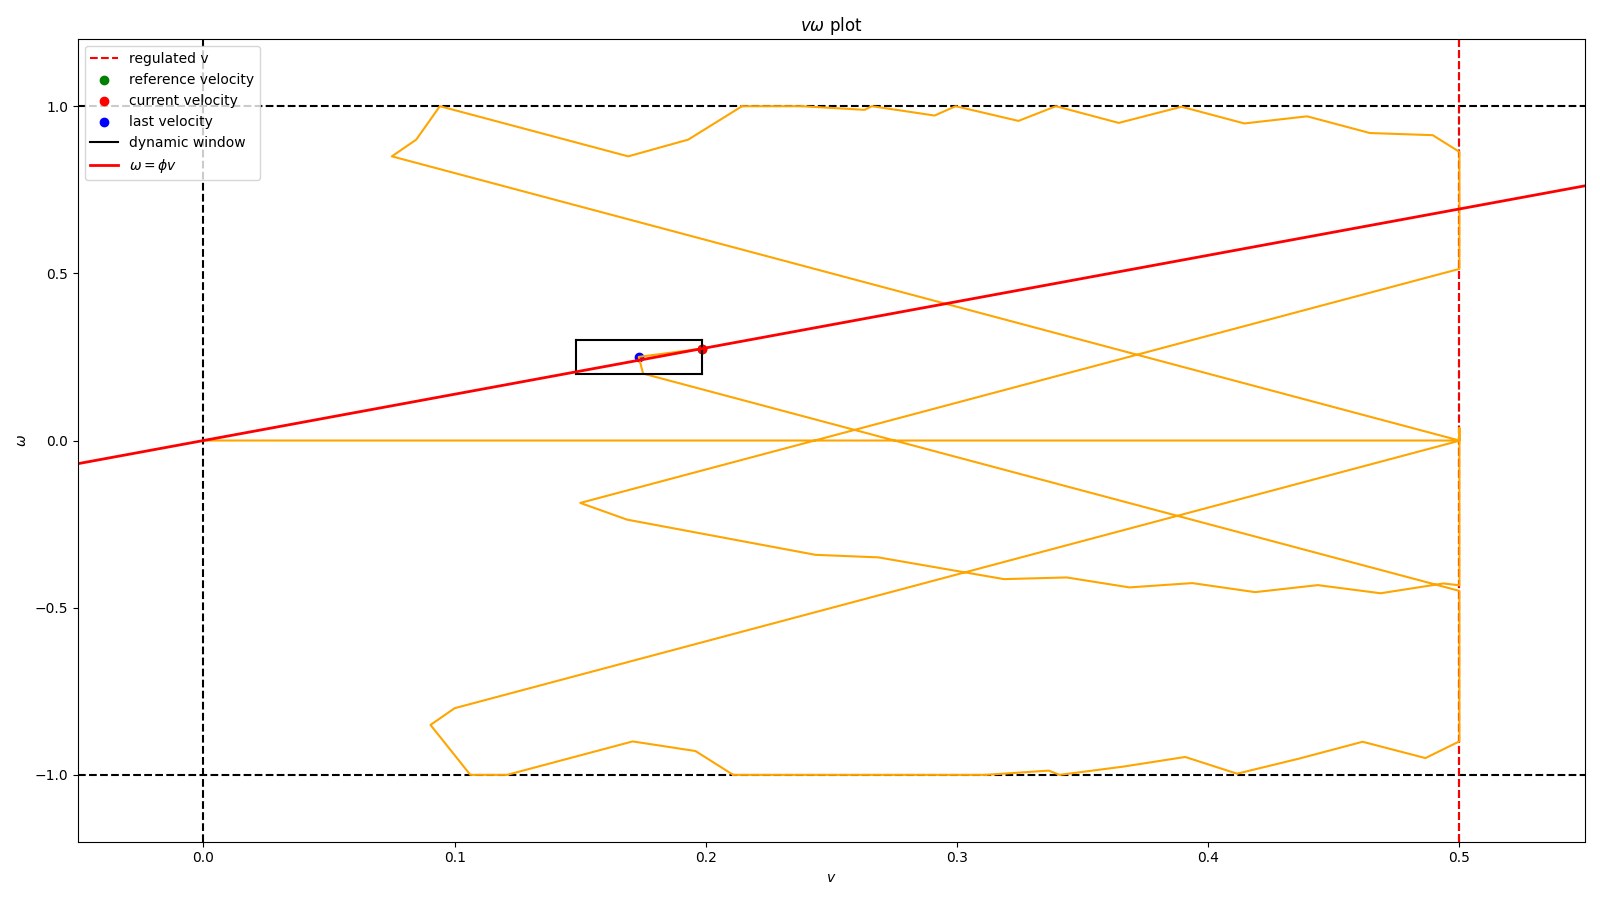 vω plot
regulated v
reference velocity
current velocity
last velocity
dynamic window
ω = ϕv
1.0
0.5
0.0
−0.5
−1.0
ω
0.0 0.1 0.2 0.3 0.4 0.5
v